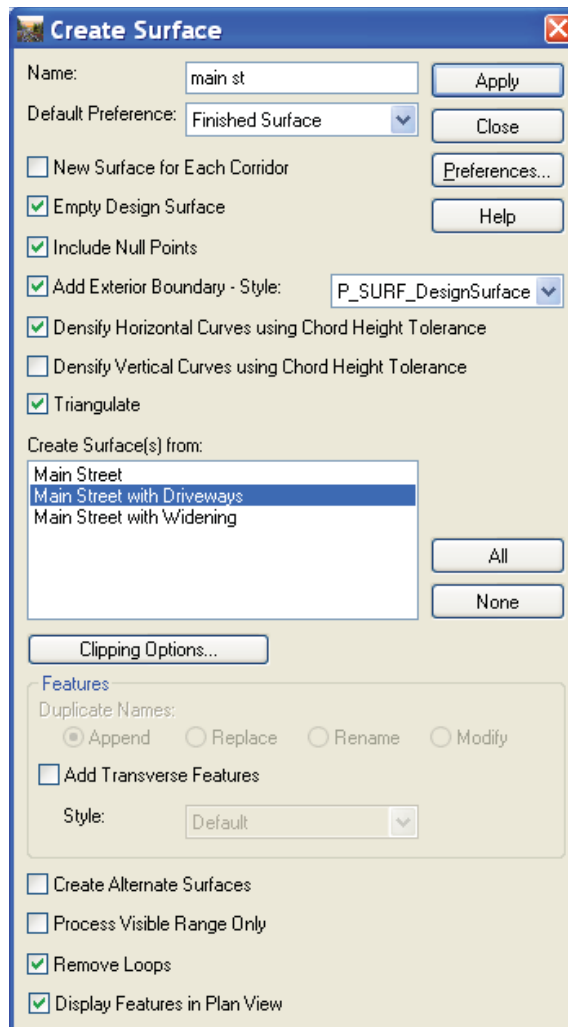 Create Surface
Name:
main st
Apply
Default Preference:
Finished Surface
Close
New Surface for Each Corridor
Preferences...
Empty Design Surface
Help
Include Null Points
Add Exterior Boundary - Style:
P_SURF_DesignSurface
Densify Horizontal Curves using Chord Height Tolerance
Densify Vertical Curves using Chord Height Tolerance
Triangulate
Create Surface(s) from:
Main Street
Main Street with Driveways
Main Street with Widening
All
None
Clipping Options...
Features
Duplicate Names:
Append
Replace
Rename
Modify
Add Transverse Features
Style:
Default
Create Alternate Surfaces
Process Visible Range Only
Remove Loops
Display Features in Plan View